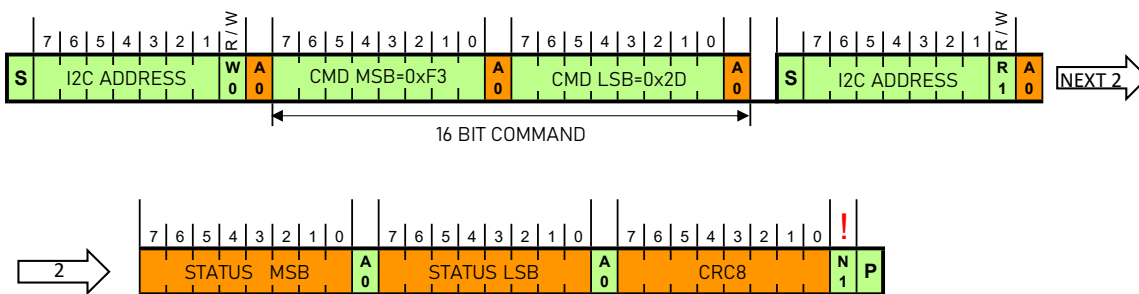 7 6 5 4 3 2 1 R / W 7 6 5 4 3 2 1 0 7 6 5 4 3 2 1 0 7 6 5 4 3 2 1 R / W
S I2C ADDRESS W 0 A 0 CMD MSB=0xF3 A 0 CMD LSB=0x2D A 0 S I2C ADDRESS R 1 A 0 NEXT 2
16 BIT COMMAND
7 6 5 4 3 2 1 0 7 6 5 4 3 2 1 0 7 6 5 4 3 2 1 0 !
2 STATUS MSB A 0 STATUS LSB A 0 CRC8 N 1 P